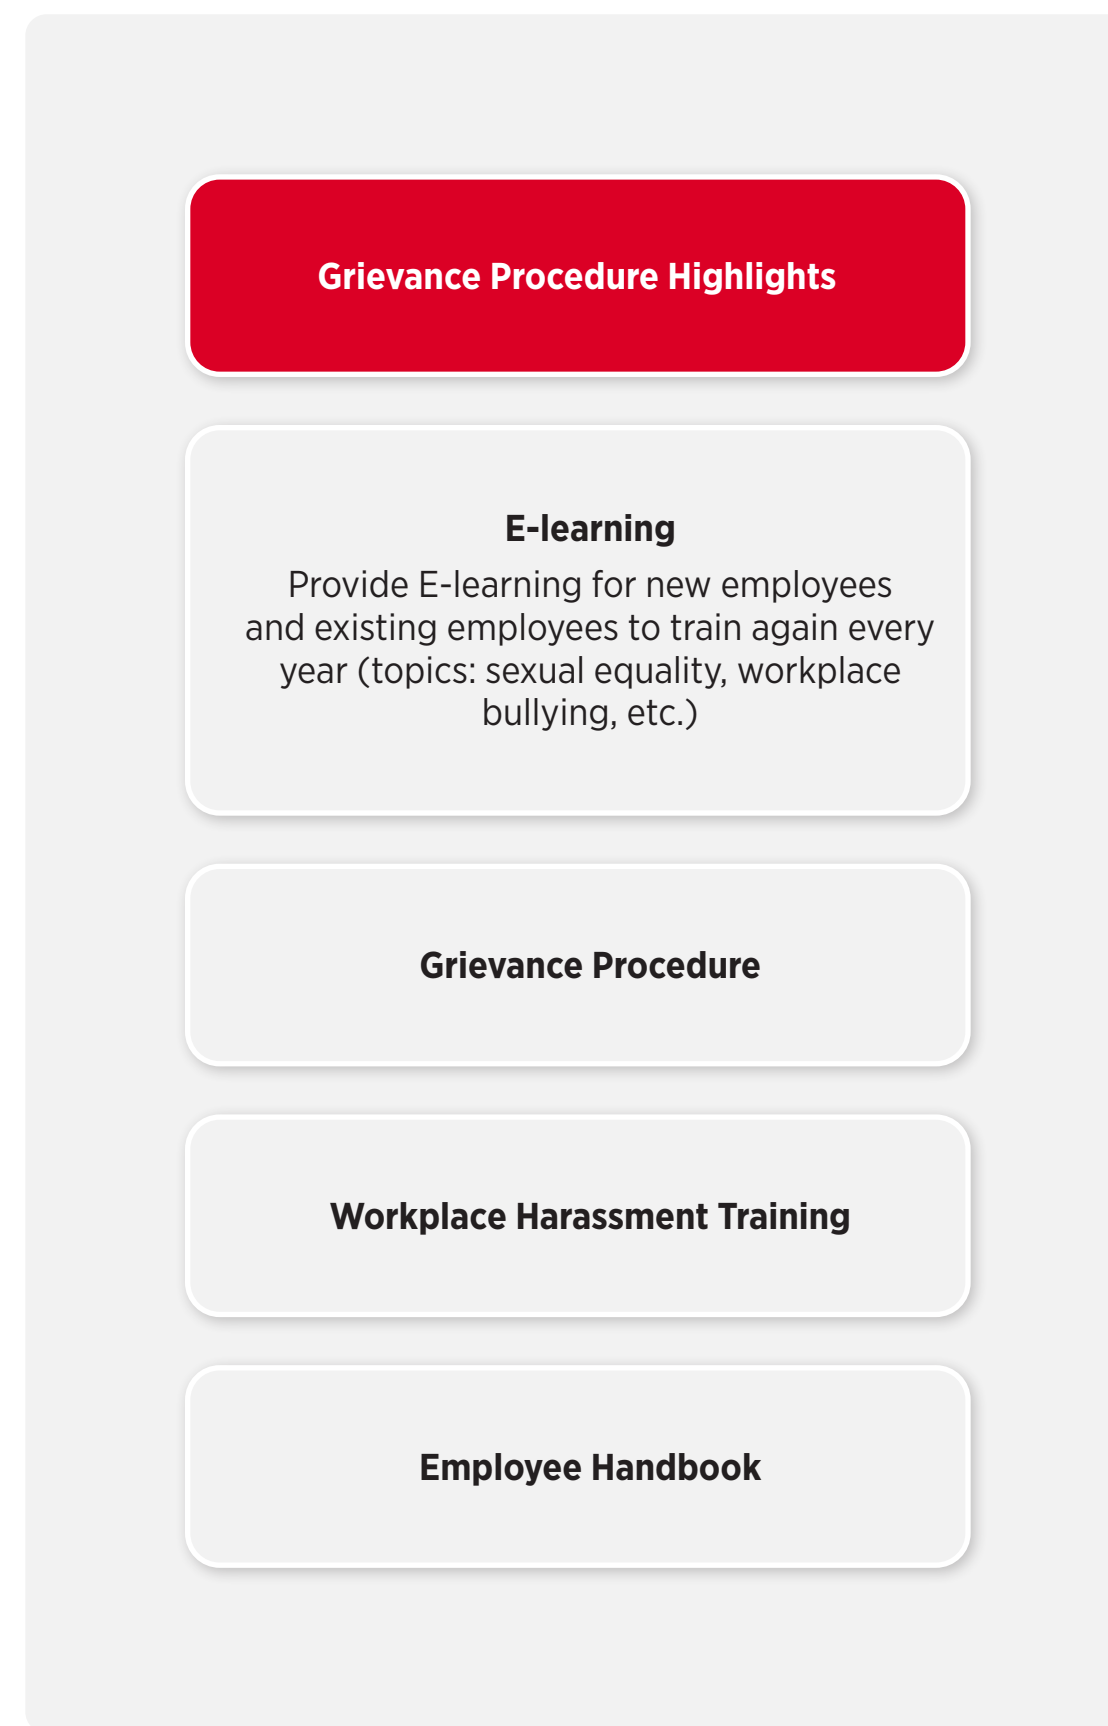 Grievance Procedure Highlights
E-learning
Provide E-learning for new employees
and existing employees to train again every
year (topics: sexual equality, workplace
bullying, etc.)
Grievance Procedure
Workplace Harassment Training
Employee Handbook